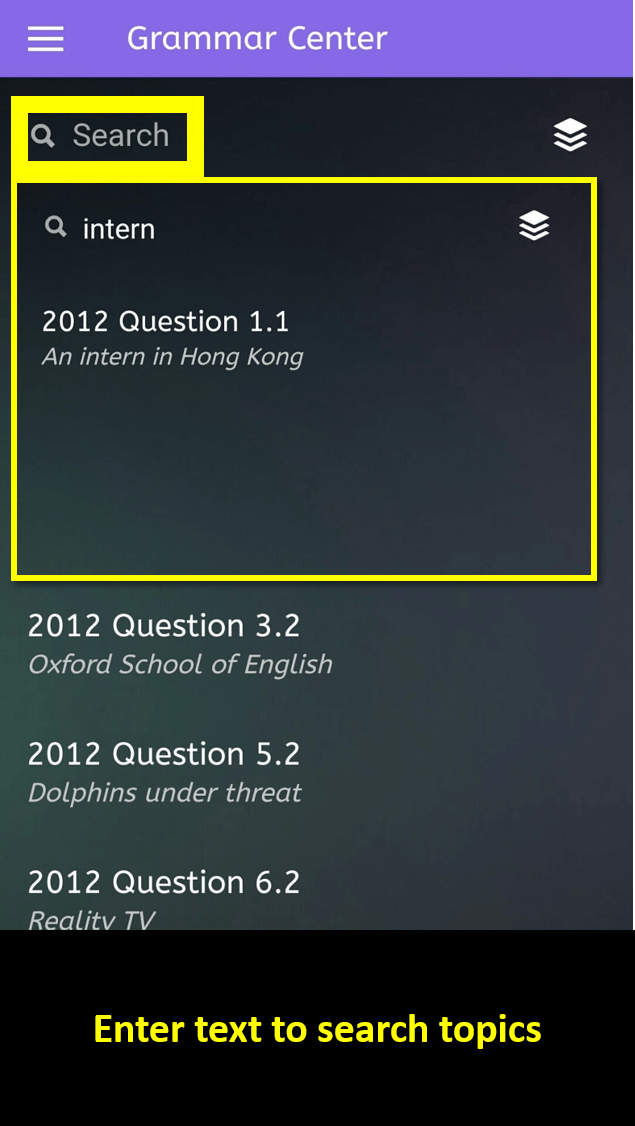 Grammar Center
Search
intern
2012 Question 1.1
An intern in Hong Kong
2012 Question 3.2
Oxford School of English
2012 Question 5.2
Dolphins under threat
2012 Question 6.2
Reality TV
Enter text to search topics